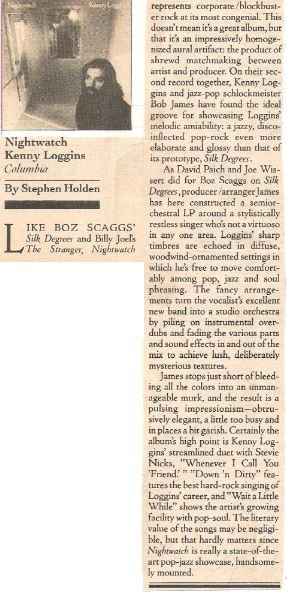 Nightwatch
Kenny Loggins
Nightwatch
Kenny Loggins
Columbia
By Stephen Holden
LIKE BOZ SCAGGS'
Silk Degrees and Billy Joel's
The Stranger, Nightwatch
represents corporate/blockbust-
er rock at its most congenial. This
doesn't mean it's a great album, but
that it's an impressively homoge-
nized aural artifact: the product of
shrewd matchmaking between
artist and producer. On their sec-
ond record together, Kenny Log-
gins and jazz-pop schlockmeister
Bob James have found the ideal
groove for showcasing Loggins'
melodic amiability: a jazzy, disco-
inflected pop-rock even more
elaborate and glossy than that of
its prototype, Silk Degrees.
As David Paich and Joe Wis-
sert did for Boz Scaggs on Silk
Degrees, producer/arranger James
has here constructed a semior-
chestral LP around a stylistically
restless singer who's not a virtuoso
in any one area. Loggins' sharp
timbres are echoed in diffuse,
woodwind-ornamented settings in
which he's free to move comfort-
ably among pop, jazz and soul
phrasing. The fancy arrange-
ments turn the vocalist's excellent
new band into a studio orchestra
by piling on instrumental over-
dubs and fading the various parts
and sound effects in and out of the
mix to achieve lush, deliberately
mysterious textures.
James stops just short of bleed-
ing all the colors into an unman-
ageable murk, and the result is a
pulsing impressionism—obtru-
sively elegant, a little too busy and
in places a bit garish. Certainly the
album's high point is Kenny Log-
gins' streamlined duet with Stevie
Nicks, "Whenever I Call You
'Friend.' " "Down 'n Dirty" fea-
tures the best hard-rock singing of
Loggins' career, and "Wait a Little
While" shows the artist's growing
facility with pop-soul. The literary
value of the songs may be negligi-
ble, but that hardly matters since
Nightwatch is really a state-of-the-
art pop-jazz showcase, handsome-
ly mounted.